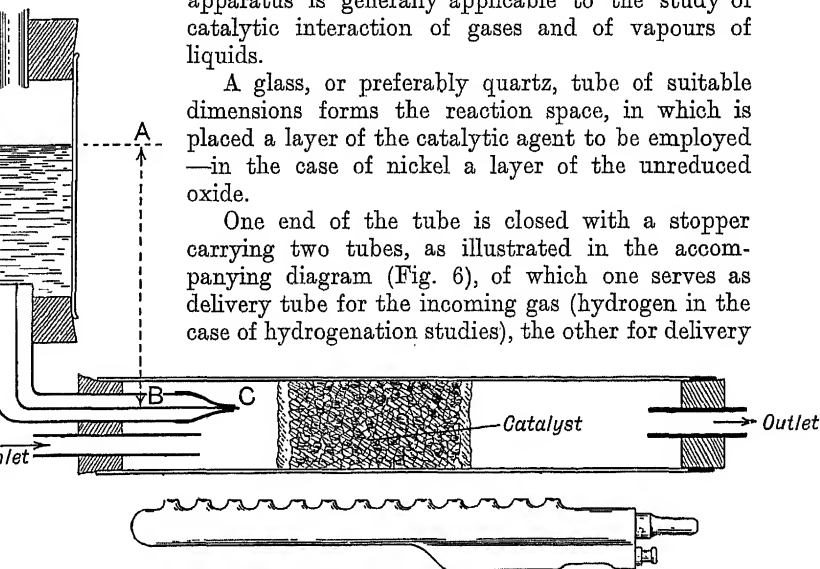 apparatus is generally applicable to the study of
catalytic interaction of gases and of vapours of
liquids.
A glass, or preferably quartz, tube of suitable
dimensions forms the reaction space, in which is
placed a layer of the catalytic agent to be employed
—in the case of nickel a layer of the unreduced
oxide.
One end of the tube is closed with a stopper
carrying two tubes, as illustrated in the accom-
panying diagram (Fig. 6), of which one serves as
delivery tube for the incoming gas (hydrogen in the
case of hydrogenation studies), the other for delivery
A
B
C
Catalyst
Outlet
nlet